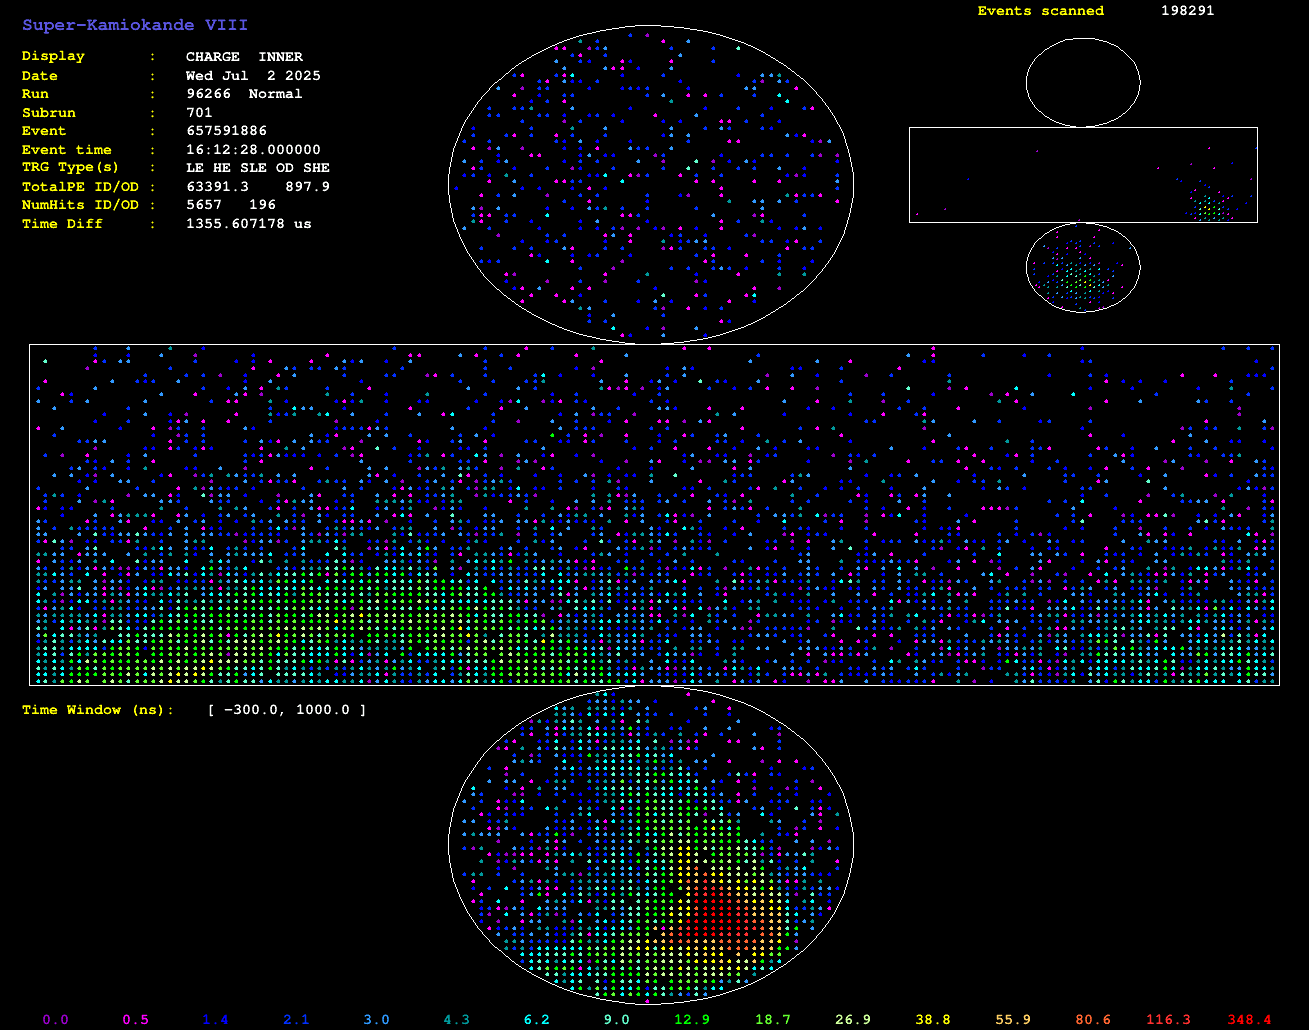 Super-Kamiokande VIII
Display : CHARGE INNER
Date : Wed Jul 2 2025
Run : 96266 Normal
Subrun : 701
Event : 657591886
Event time : 16:12:28.000000
TRG Type(s) : LE HE SLE OD SHE
TotalPE ID/OD : 63391.3 897.9
NumHits ID/OD : 5657 196
Time Diff : 1355.607178 us
Events scanned 198291
Time Window (ns): [ -300.0, 1000.0 ]
0.0 0.5 1.4 2.1 3.0 4.3 6.2 9.0 12.9 18.7 26.9 38.8 55.9 80.6 116.3 348.4